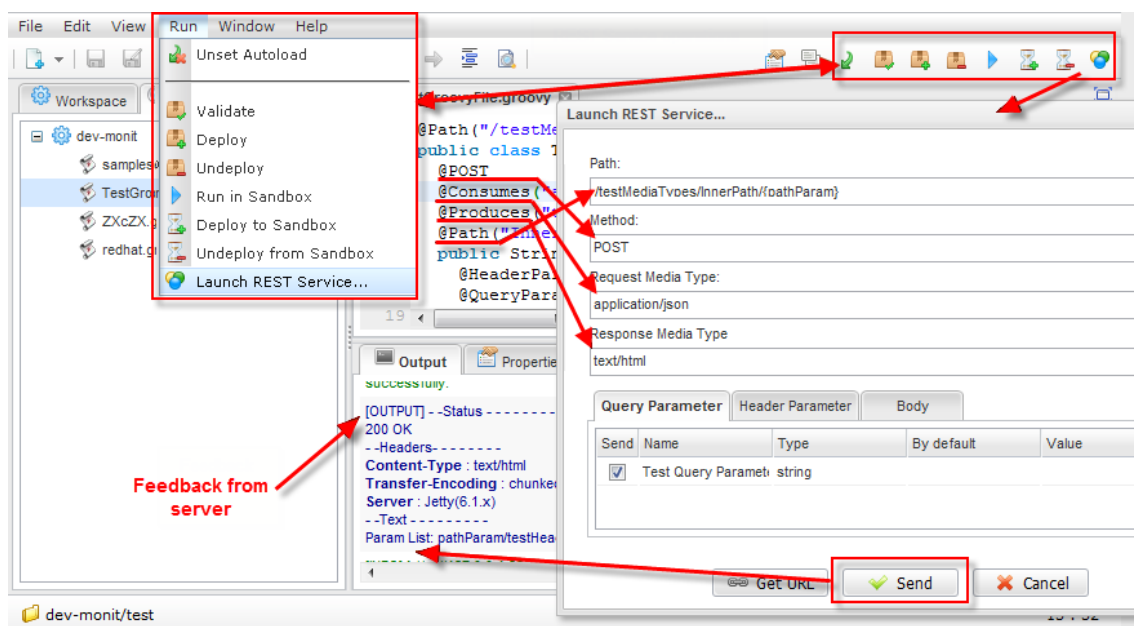 File Edit View Run Window Help
Unset Autoload
Validate
Deploy
Undeploy
Run in Sandbox
Deploy to Sandbox
Undeploy from Sandbox
Launch REST Service...
Workspace
dev-monit
redhat.
@Path("/testMe
public class
@POST
@Consumes("
@Produces("
@Path("Inner
public Strin
@HeaderPar
@QueryPara
19
Output Propertie
successfully.
[OUTPUT] - -Status - - - - - - - - -
200 OK
- -Headers- - - - - - - -
Content-Type : text/html
Transfer-Encoding : chunked
Server : Jetty(6.1.x)
- -Text - - - - - - - - -
Param List: pathParam/testHea
Feedback from
server
Launch REST Service...
Path:
/testMediaTypes/InnerPath/{pathParam}
Method:
POST
Request Media Type:
application/json
Response Media Type
text/html
Query Parameter Header Parameter Body
Send Name Type By default Value
Test Query Paramete string
Get URL Send Cancel
dev-monit/test